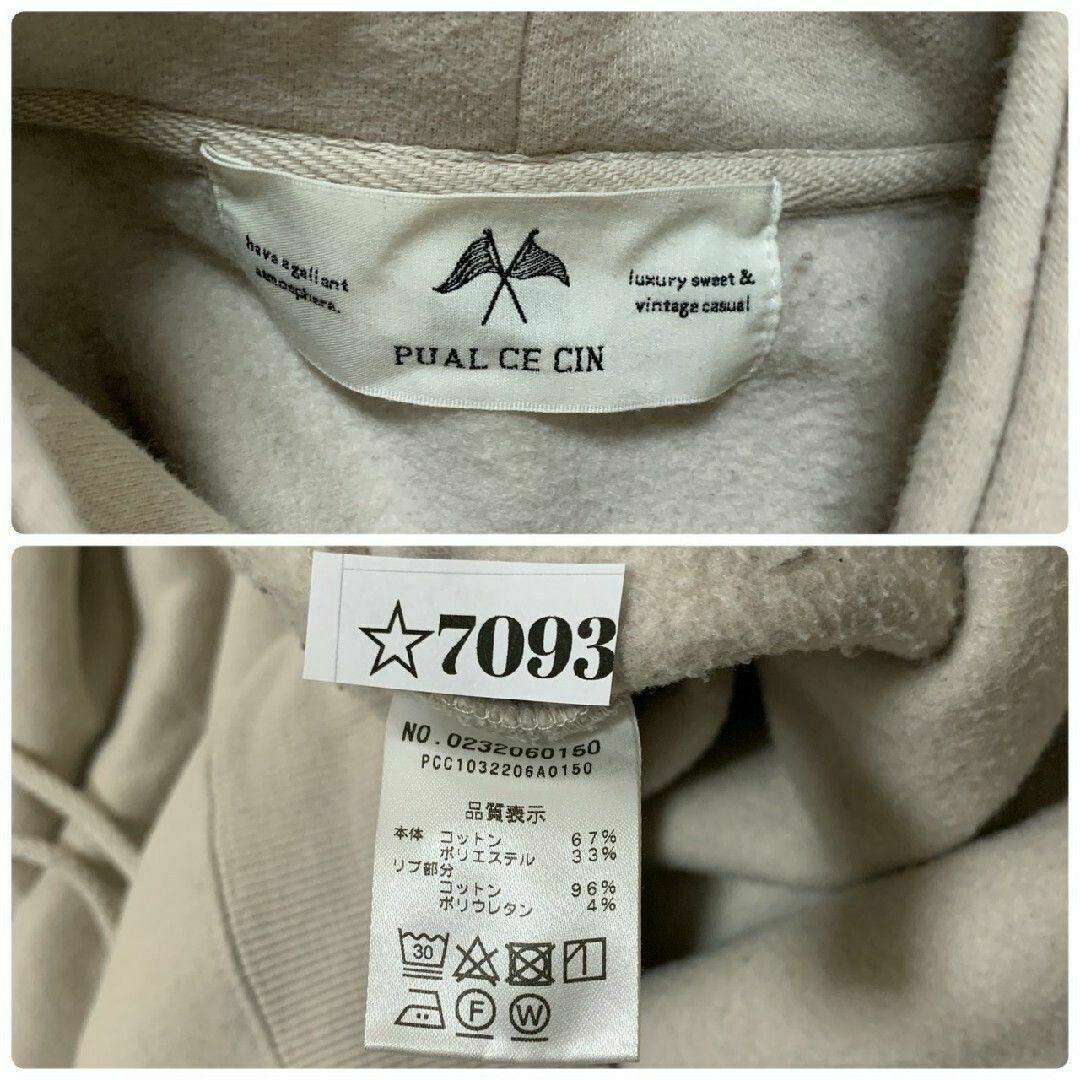 have a gallant
atmosphere.
luxury sweet &
vintage casual
PUAL CE CIN
☆7093
NO.0232060150
PCC1032206A0150
品質表示
本体 コットン 67%
ポリエステル 33%
リブ部分
コットン 96%
ポリウレタン 4%
30
F W